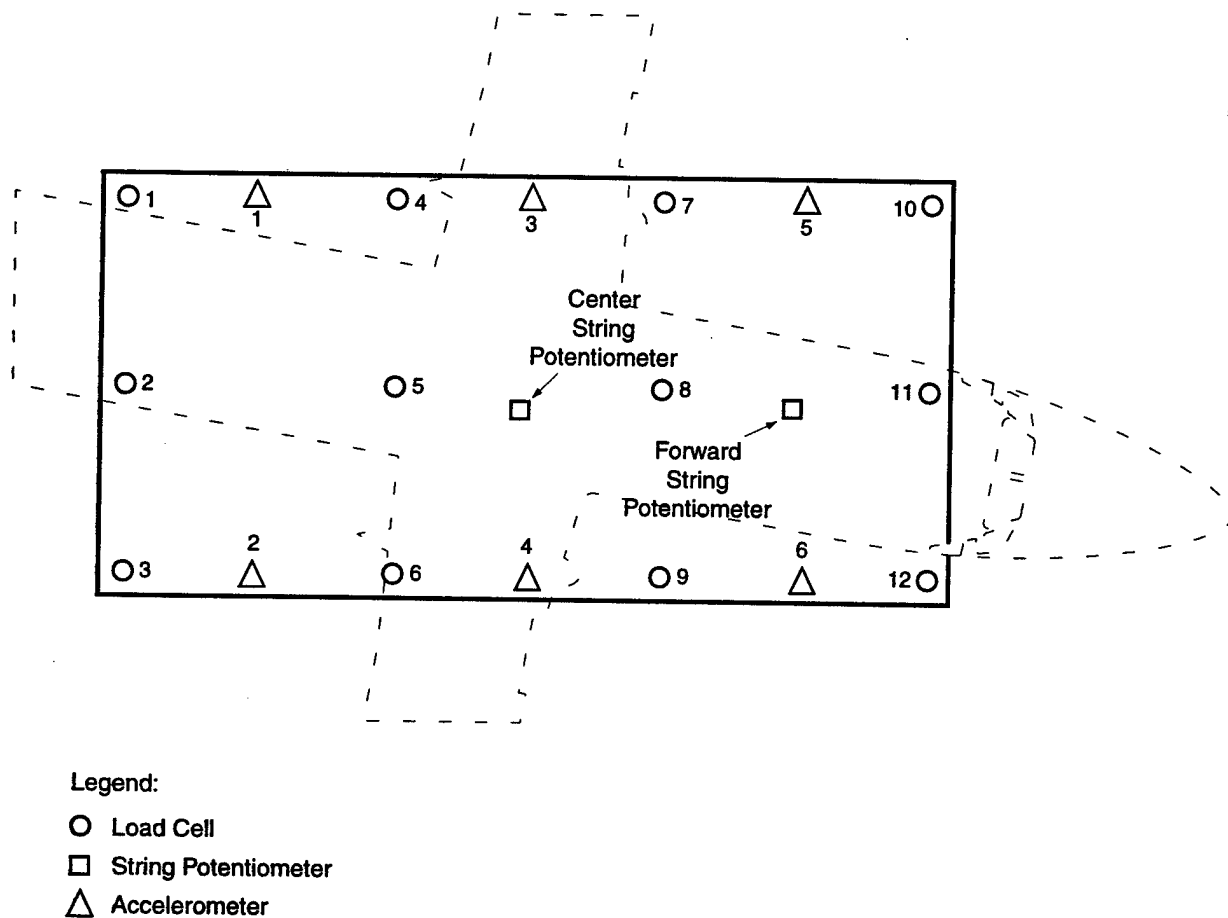 1
1
4
3
7
5
10
Center
String
Potentiometer
2
5
8
11
Forward
String
Potentiometer
3
2
6
4
9
6
12
Legend:
Load Cell
String Potentiometer
Accelerometer